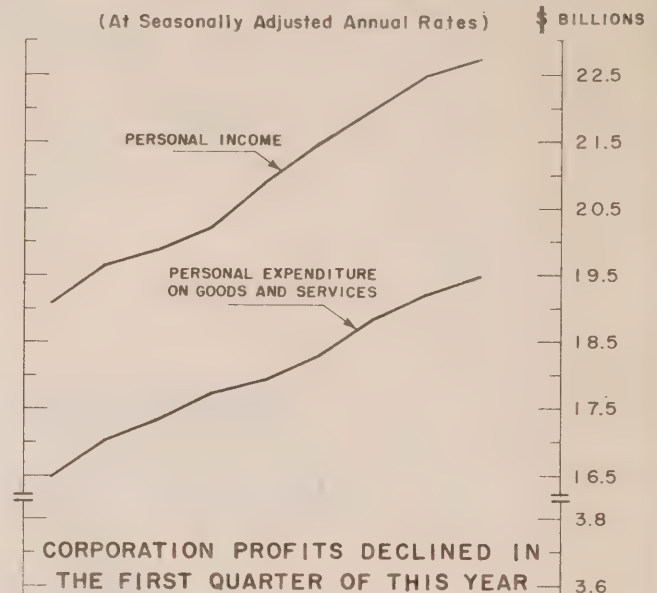 (At Seasonally Adjusted Annual Rates)
$ BILLIONS
22.5
PERSONAL INCOME
21.5
20.5
PERSONAL EXPENDITURE
ON GOODS AND SERVICES
19.5
18.5
17.5
16.5
3.8
CORPORATION PROFITS DECLINED IN
THE FIRST QUARTER OF THIS YEAR
3.6